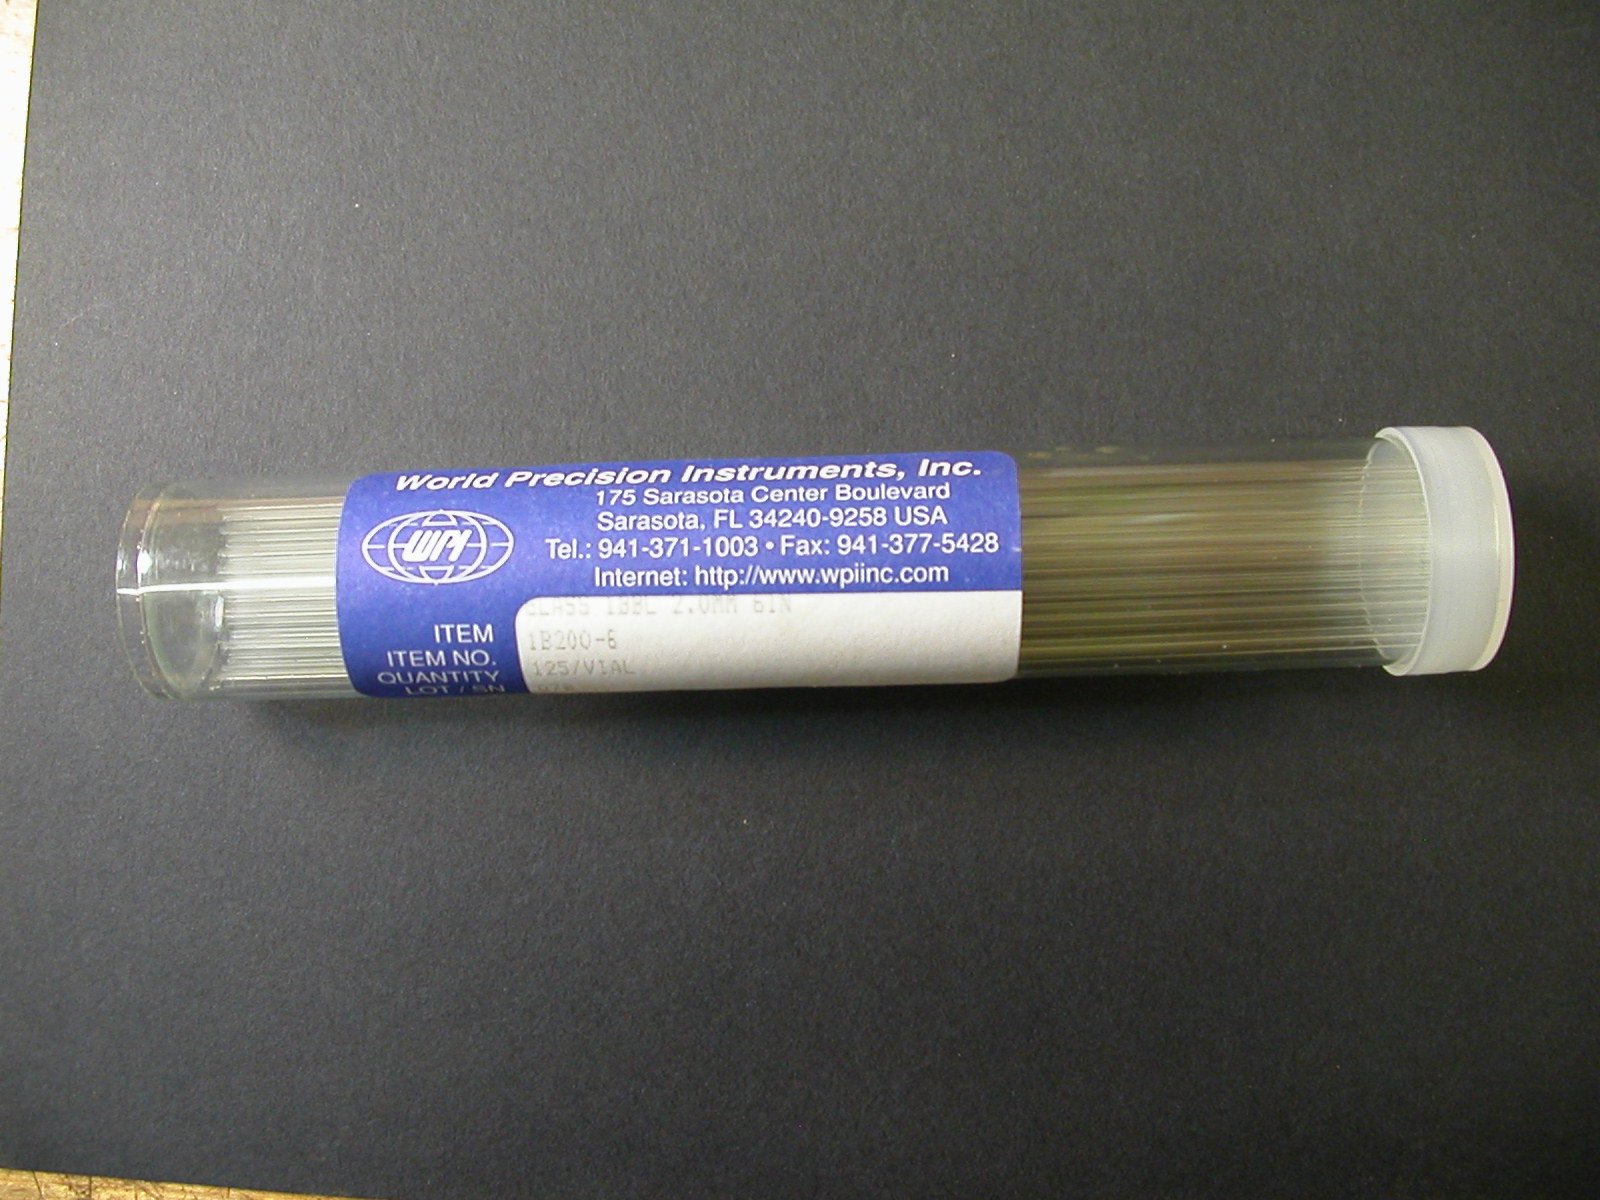 World Precision Instruments, Inc.
175 Sarasota Center Boulevard
Sarasota, FL 34240-9258 USA
Tel.: 941-371-1003 • Fax: 941-377-5428
Internet: http://www.wpiinc.com
WPI
ITEM GLASS 1BBL 2.0MM 6IN
ITEM NO. 1B200-6
QUANTITY 125/VIAL
LOT / SN